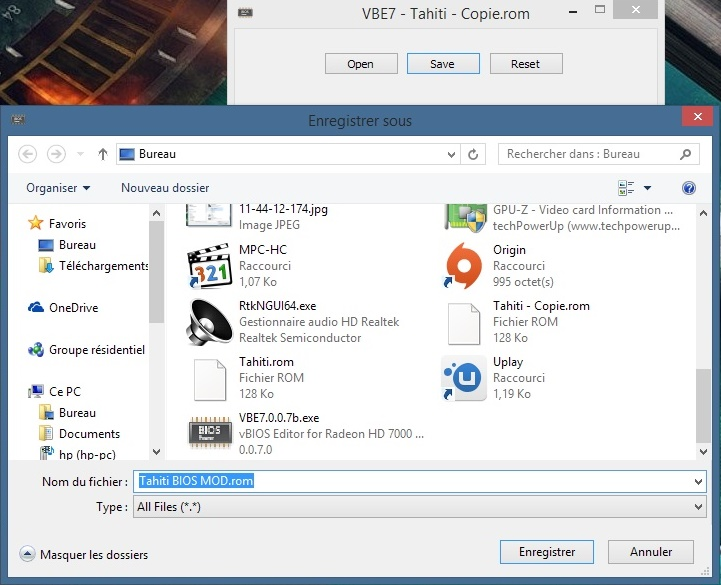 VBE7 - Tahiti - Copie.rom
Open
Save
Reset
Enregistrer sous
Bureau
Rechercher dans : Bureau
Organiser
Nouveau dossier
Favoris
Bureau
Téléchargements
OneDrive
Groupe résidentiel
Ce PC
Bureau
Documents
hp (hp-pc)
11-44-12-174.jpg
Image JPEG
GPU-Z - Video card Information ...
techPowerUp (www.techpowerup...
MPC-HC
Raccourci
1,07 Ko
Origin
Raccourci
995 octet(s)
RtkNGUI64.exe
Gestionnaire audio HD Realtek
Realtek Semiconductor
Tahiti - Copie.rom
Fichier ROM
128 Ko
Tahiti.rom
Fichier ROM
128 Ko
Uplay
Raccourci
1,19 Ko
VBE7.0.0.7b.exe
vBIOS Editor for Radeon HD 7000 ...
0.0.7.0
Nom du fichier :
Tahiti BIOS MOD.rom
Type :
All Files (*.*)
Masquer les dossiers
Enregistrer
Annuler
321
BIOS